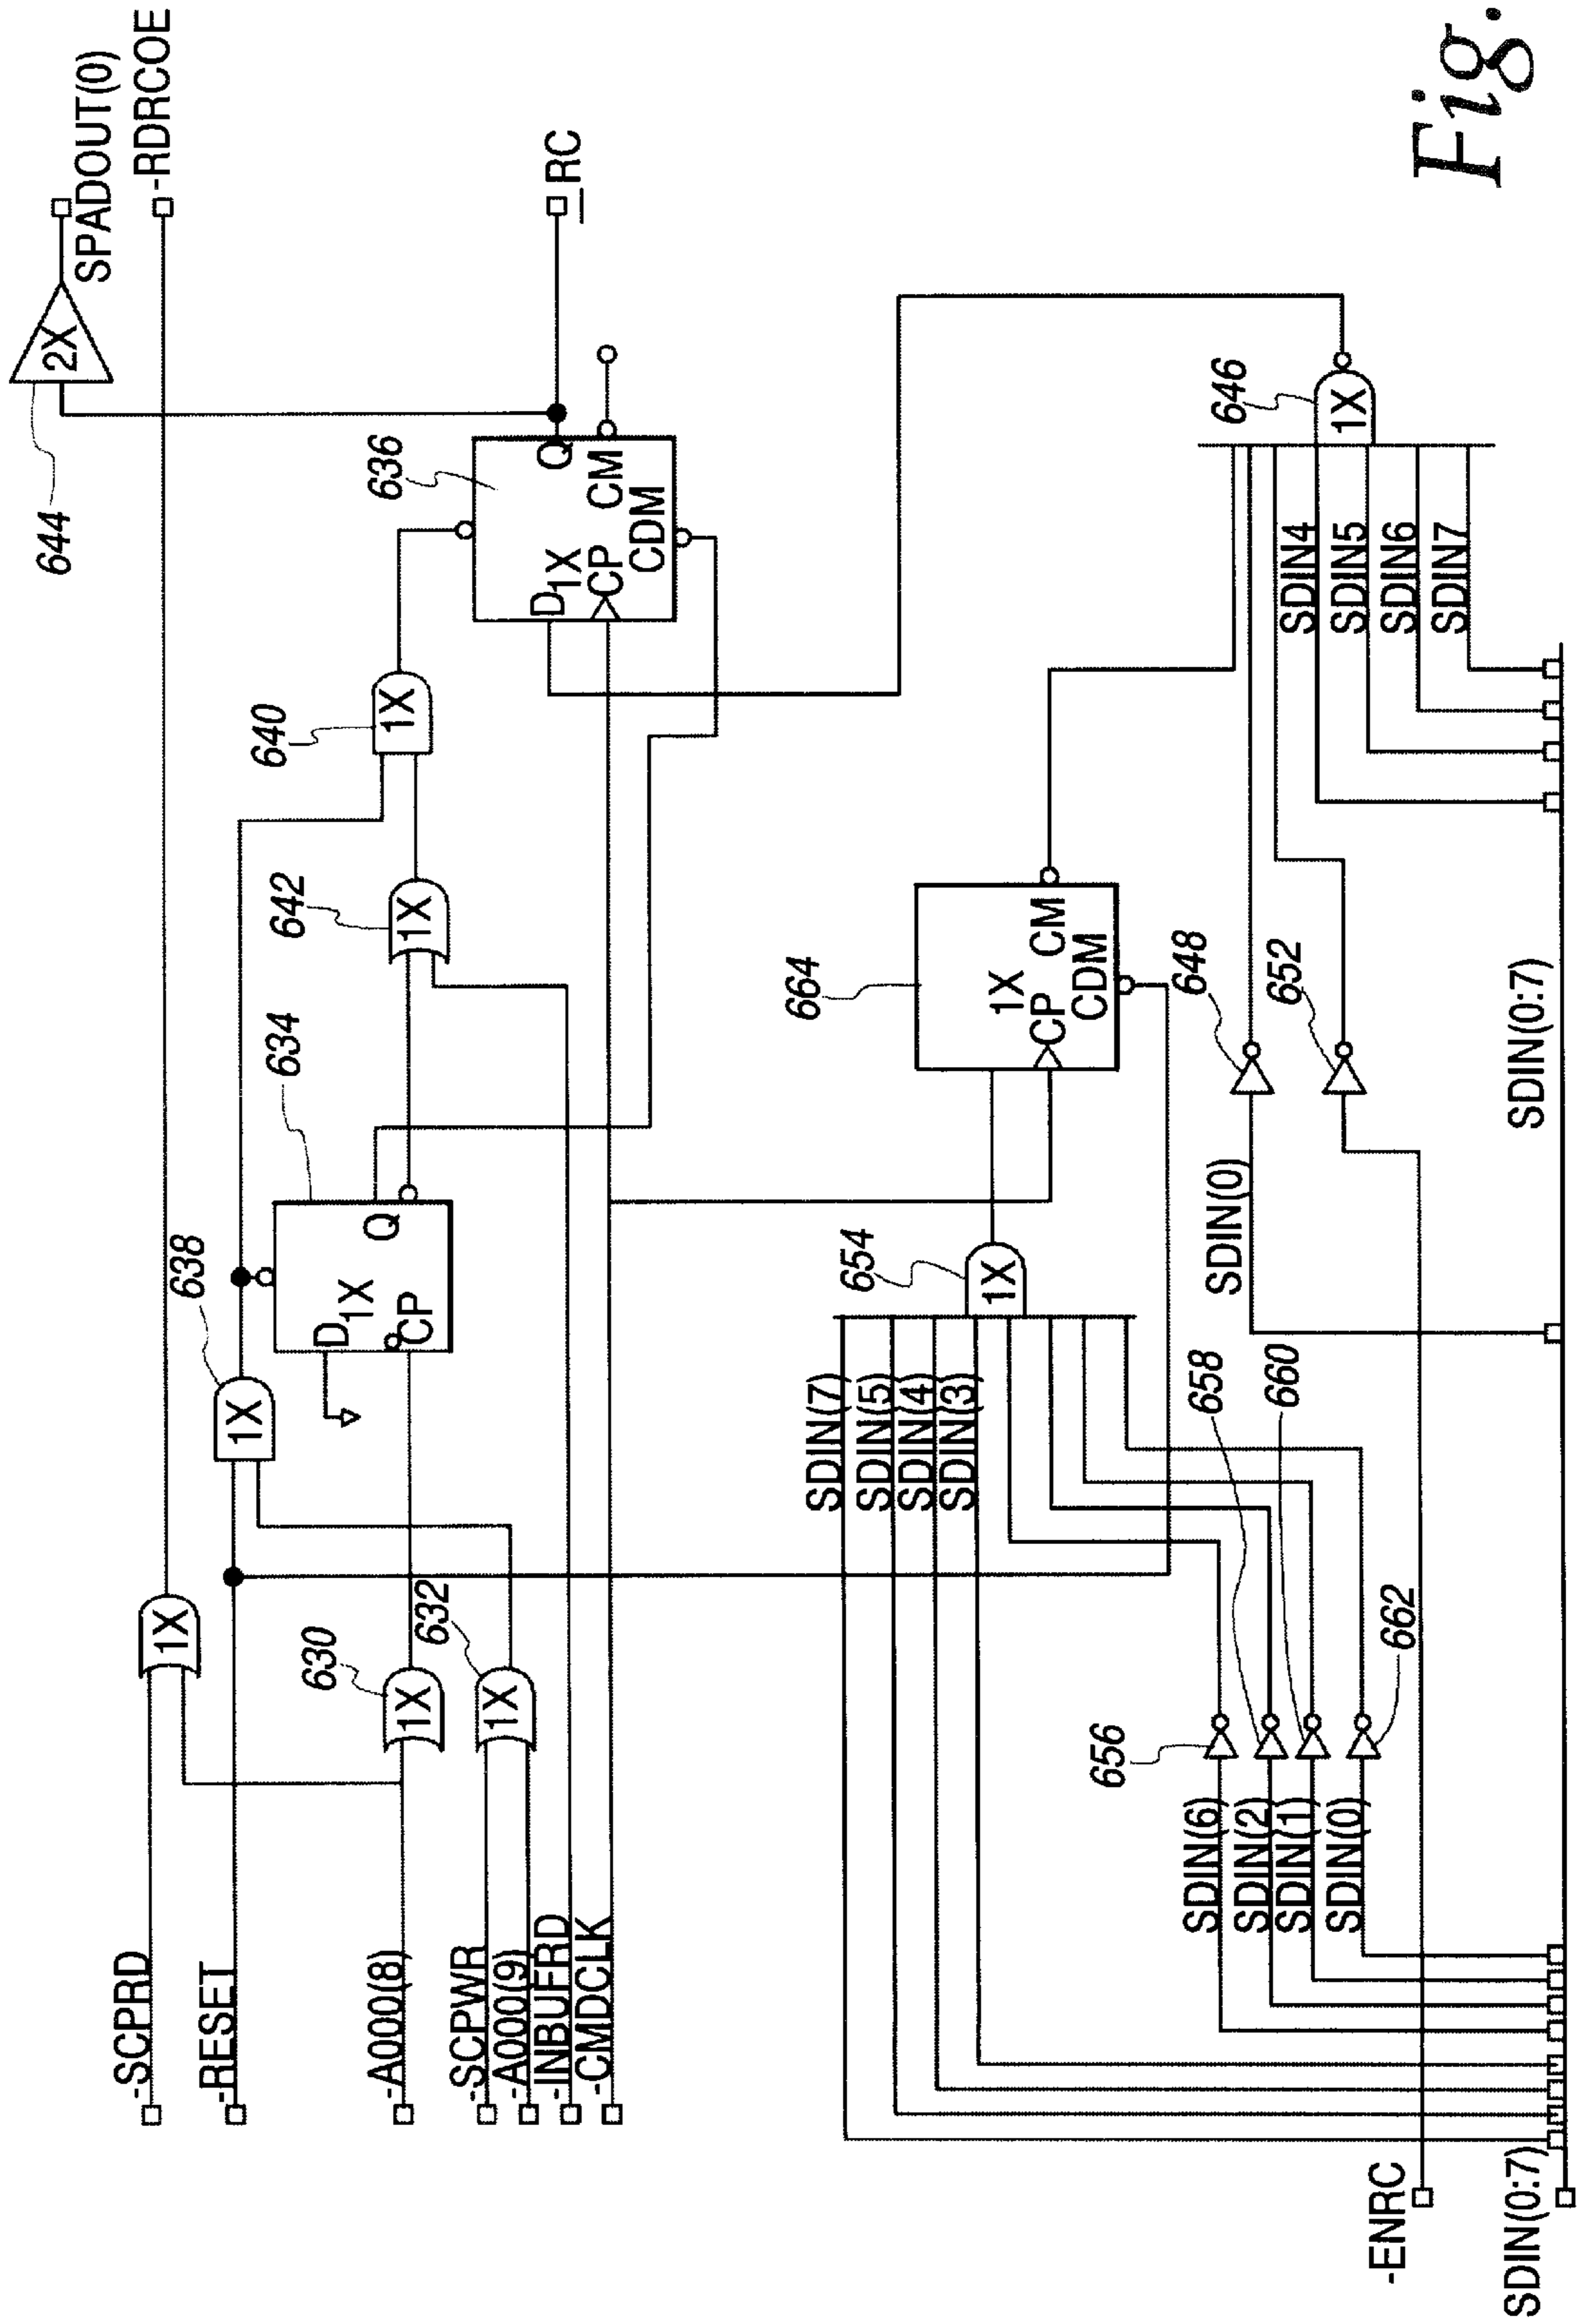 644
2X
SPADOUT(0)
-RDRCOE
-SCPRD
1X
-RESET
638
1X
640
1X
636
Q
D
1X
CP
CM
CDM
_RC
634
D
1X
Q
CP
642
1X
-A000(8)
630
1X
632
-SCPWR
1X
-A000(9)
-INBUFRD
-CMDCLK
664
1X
CP
CM
CDM
654
1X
SDIN(7)
SDIN(5)
SDIN(4)
SDIN(3)
656
658
660
662
SDIN(6)
SDIN(2)
SDIN(1)
SDIN(0)
648
652
SDIN(0)
646
1X
SDIN4
SDIN5
SDIN6
SDIN7
-ENRC
SDIN(0:7)
SDIN(0:7)
Fig.